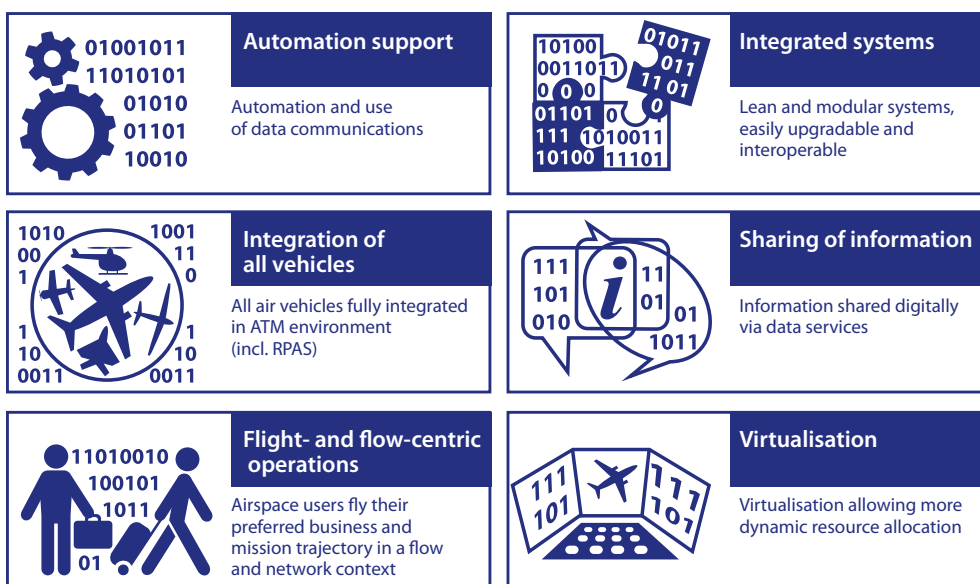 01001011
11010101
01010
01101
10010
Automation support
Automation and use
of data communications
10100
0011011
0 0 0
01101
111
10100
0
1010011
11101
01011
011
1101
0
Integrated systems
Lean and modular systems,
easily upgradable and
interoperable
1010
00
1
1001
11
0
1
10
0011
1
10
0011
Integration of
all vehicles
All air vehicles fully integrated
in ATM environment
(incl. RPAS)
111
101
010
i
11
01
01
1011
Sharing of information
Information shared digitally
via data services
11010010
100101
1011
01
Flight- and flow-centric
operations
Airspace users fly their
preferred business and
mission trajectory in a flow
and network context
111
101
111
101
Virtualisation
Virtualisation allowing more
dynamic resource allocation